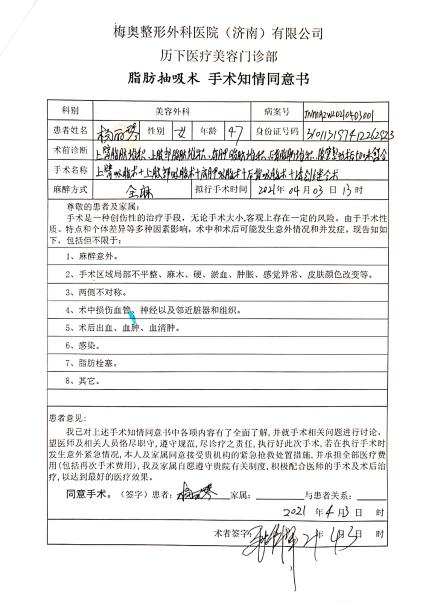 梅奥整形外科医院（济南）有限公司
历下医疗美容门诊部
脂肪抽吸术 手术知情同意书
科别 美容外科 病案号
患者姓名 杨丽琴 性别 女 年龄 47 身份证号码
术前诊断
手术名称
麻醉方式 全麻 拟行手术时间 2021年04月03日13时
尊敬的患者及家属：
手术是一种创伤性的治疗手段，无论手术大小，客观上存在一定的风险。由于手术性
质、特点和个体差异等多种因素影响，术中和术后可能发生意外情况和并发症。现告知如
下，包括但不限于：
1、麻醉意外。
2、手术区域局部不平整、麻木、硬、淤血、肿胀、感觉异常、皮肤颜色改变等。
3、两侧不对称。
4、术中损伤血管、神经以及邻近脏器和组织。
5、术后出血、血肿、血清肿。
6、感染。
7、脂肪栓塞。
8、其它。
患者意见：
我已对上述手术知情同意书中各项内容有了全面了解，并就手术相关问题进行讨论。
望医师及相关人员恪尽职守，遵守规范，尽诊疗之责任，执行好此次手术，若在执行手术时
发生意外紧急情况，本人及家属同意接受贵机构的紧急抢救处置措施，并承担全部医疗费
用（包括再次手术费用），我及家属自愿遵守贵院有关制度，积极配合医师的手术及术后治
疗，以达到最好的医疗效果。
同意手术。（签字）患者：杨丽琴 家属： 与患者关系：
2021 年 4 月 3 日 时
术者签字： 21 年 4 月 3 日 时